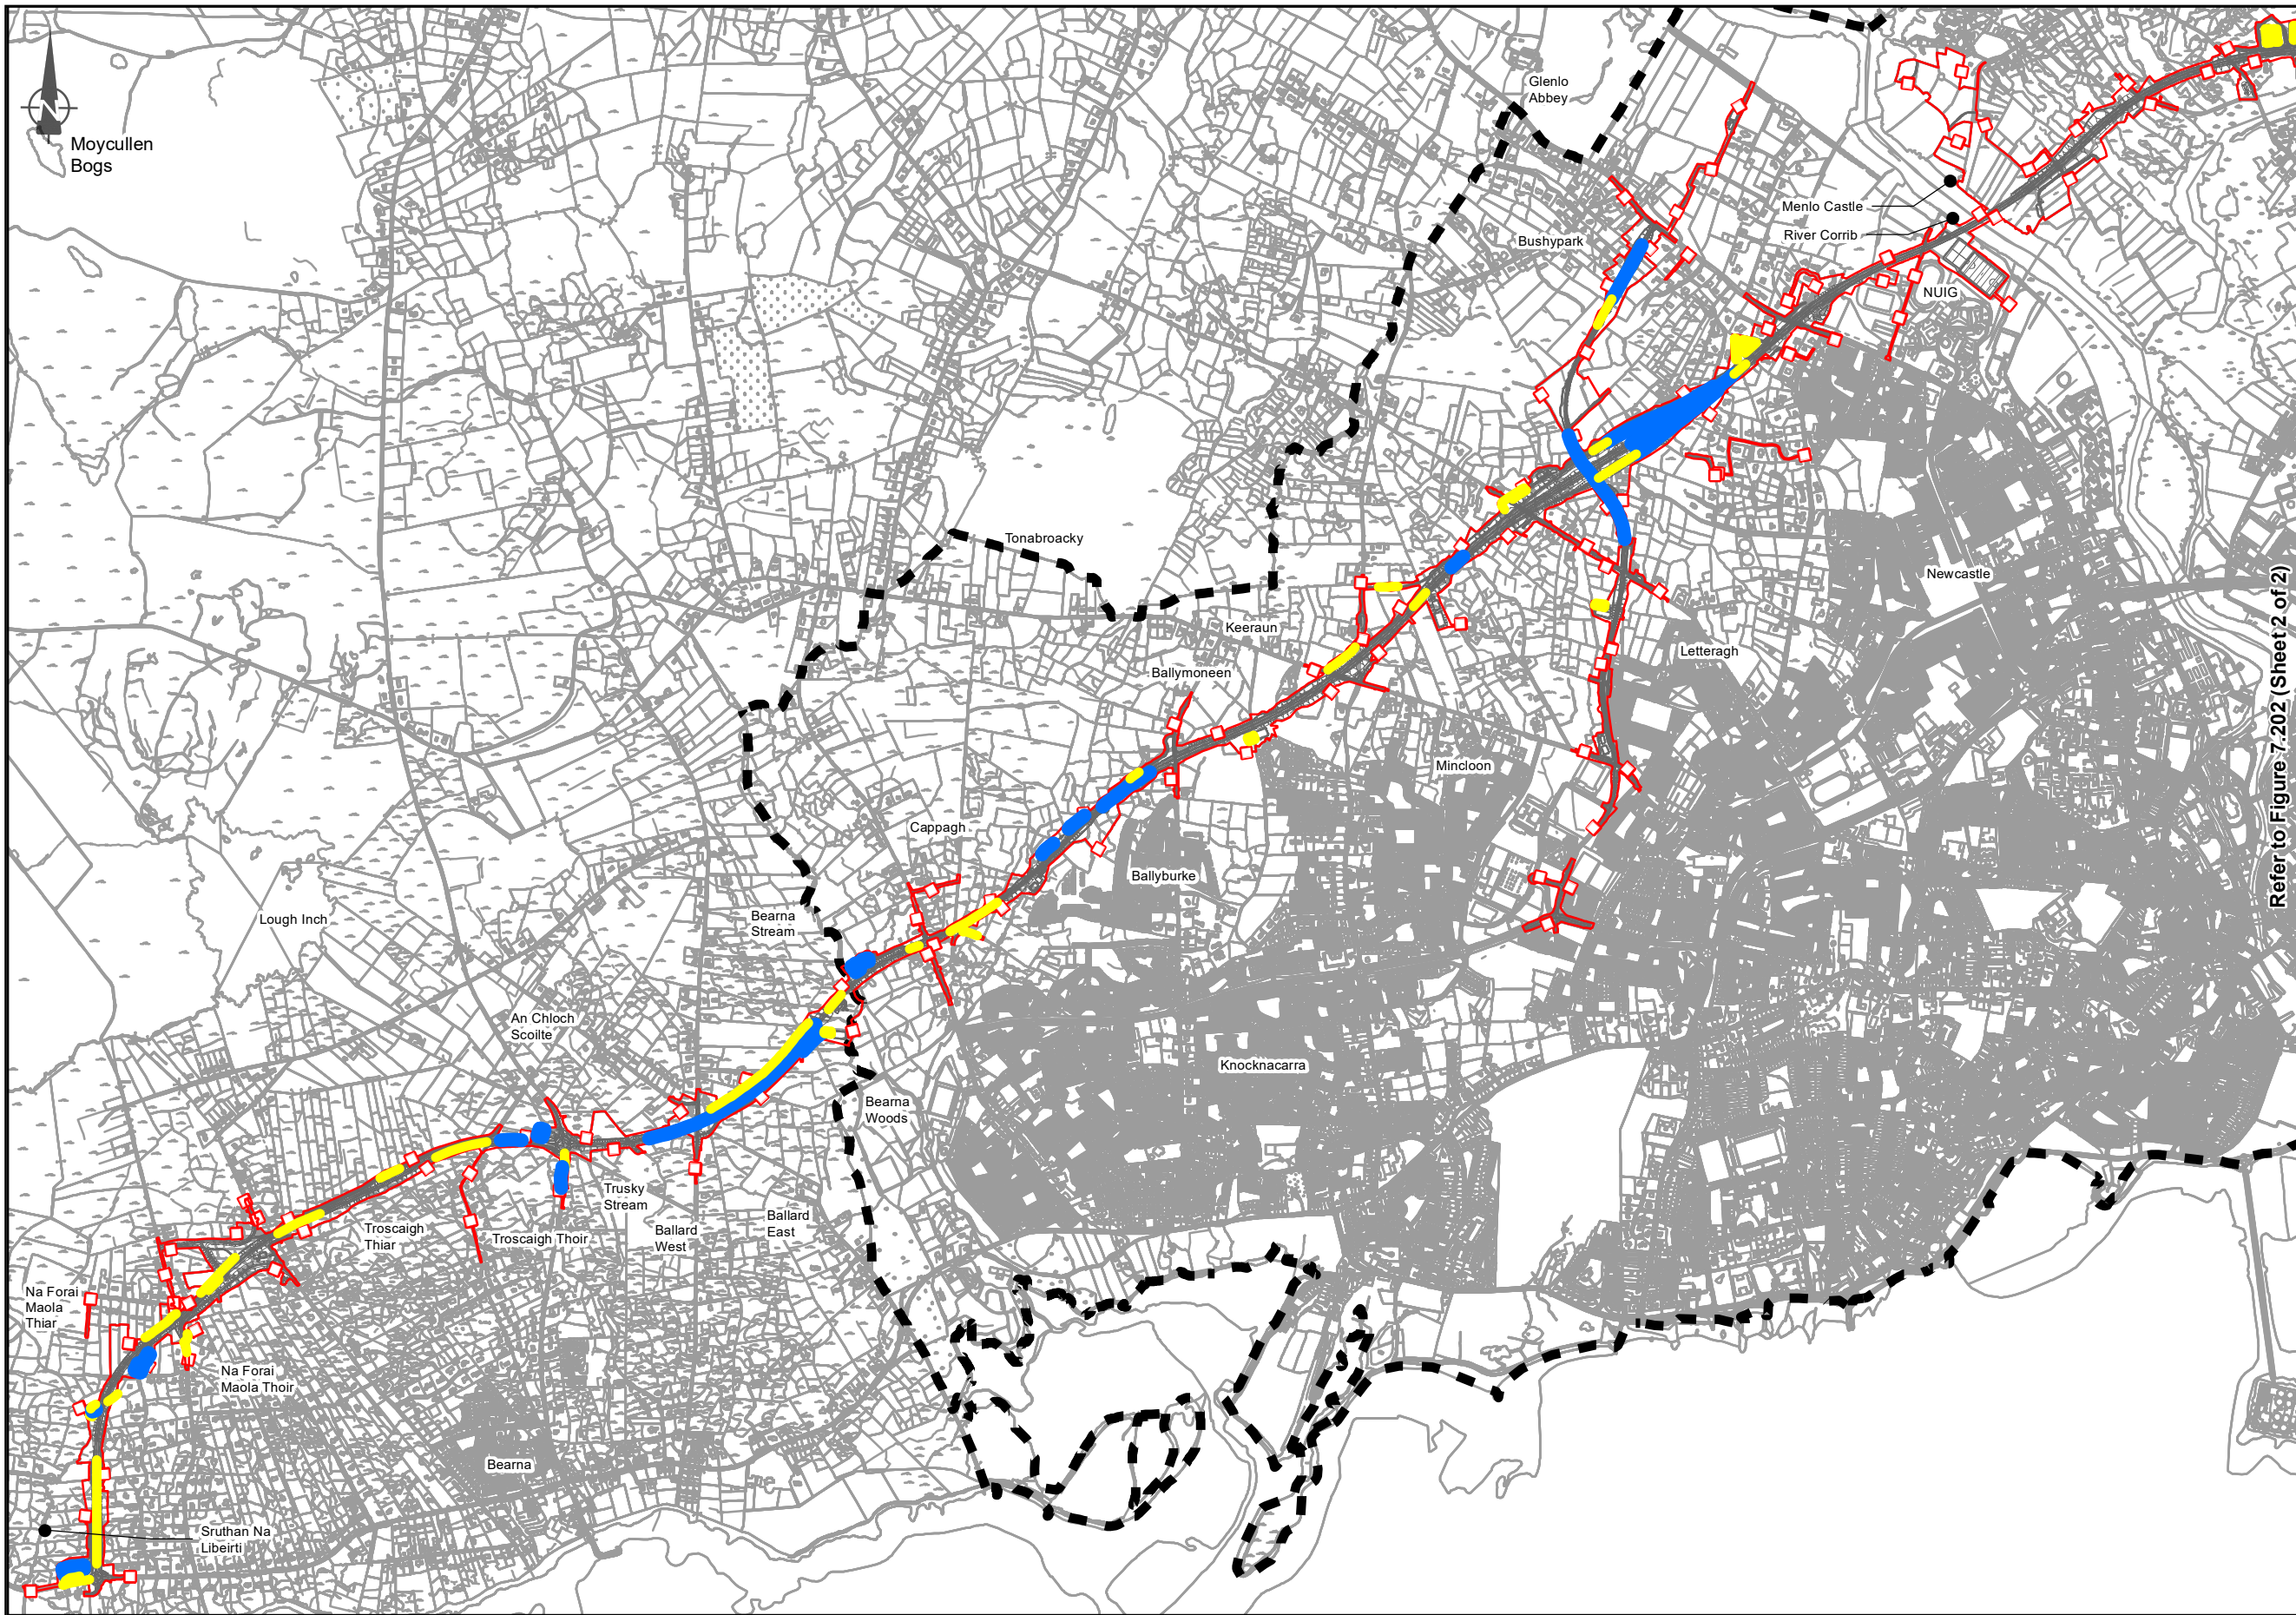 N
Moycullen
Bogs
Glenlo
Abbey
Menlo Castle
River Corrib
Bushypark
NUIG
Tonabroacky
Newcastle
Keeraun
Letteragh
Ballymoneen
Mincloon
Cappagh
Ballyburke
Lough Inch
Bearna
Stream
An Chloch
Scoilte
Knocknacarra
Bearna
Woods
Trusky
Stream
Ballard
West
Ballard
East
Troscaigh
Thiar
Troscaigh Thoir
Na Forai
Maola
Thiar
Na Forai
Maola Thoir
Bearna
Sruthan Na
Libeirti
Refer to Figure 7.202 (Sheet 2 of 2)